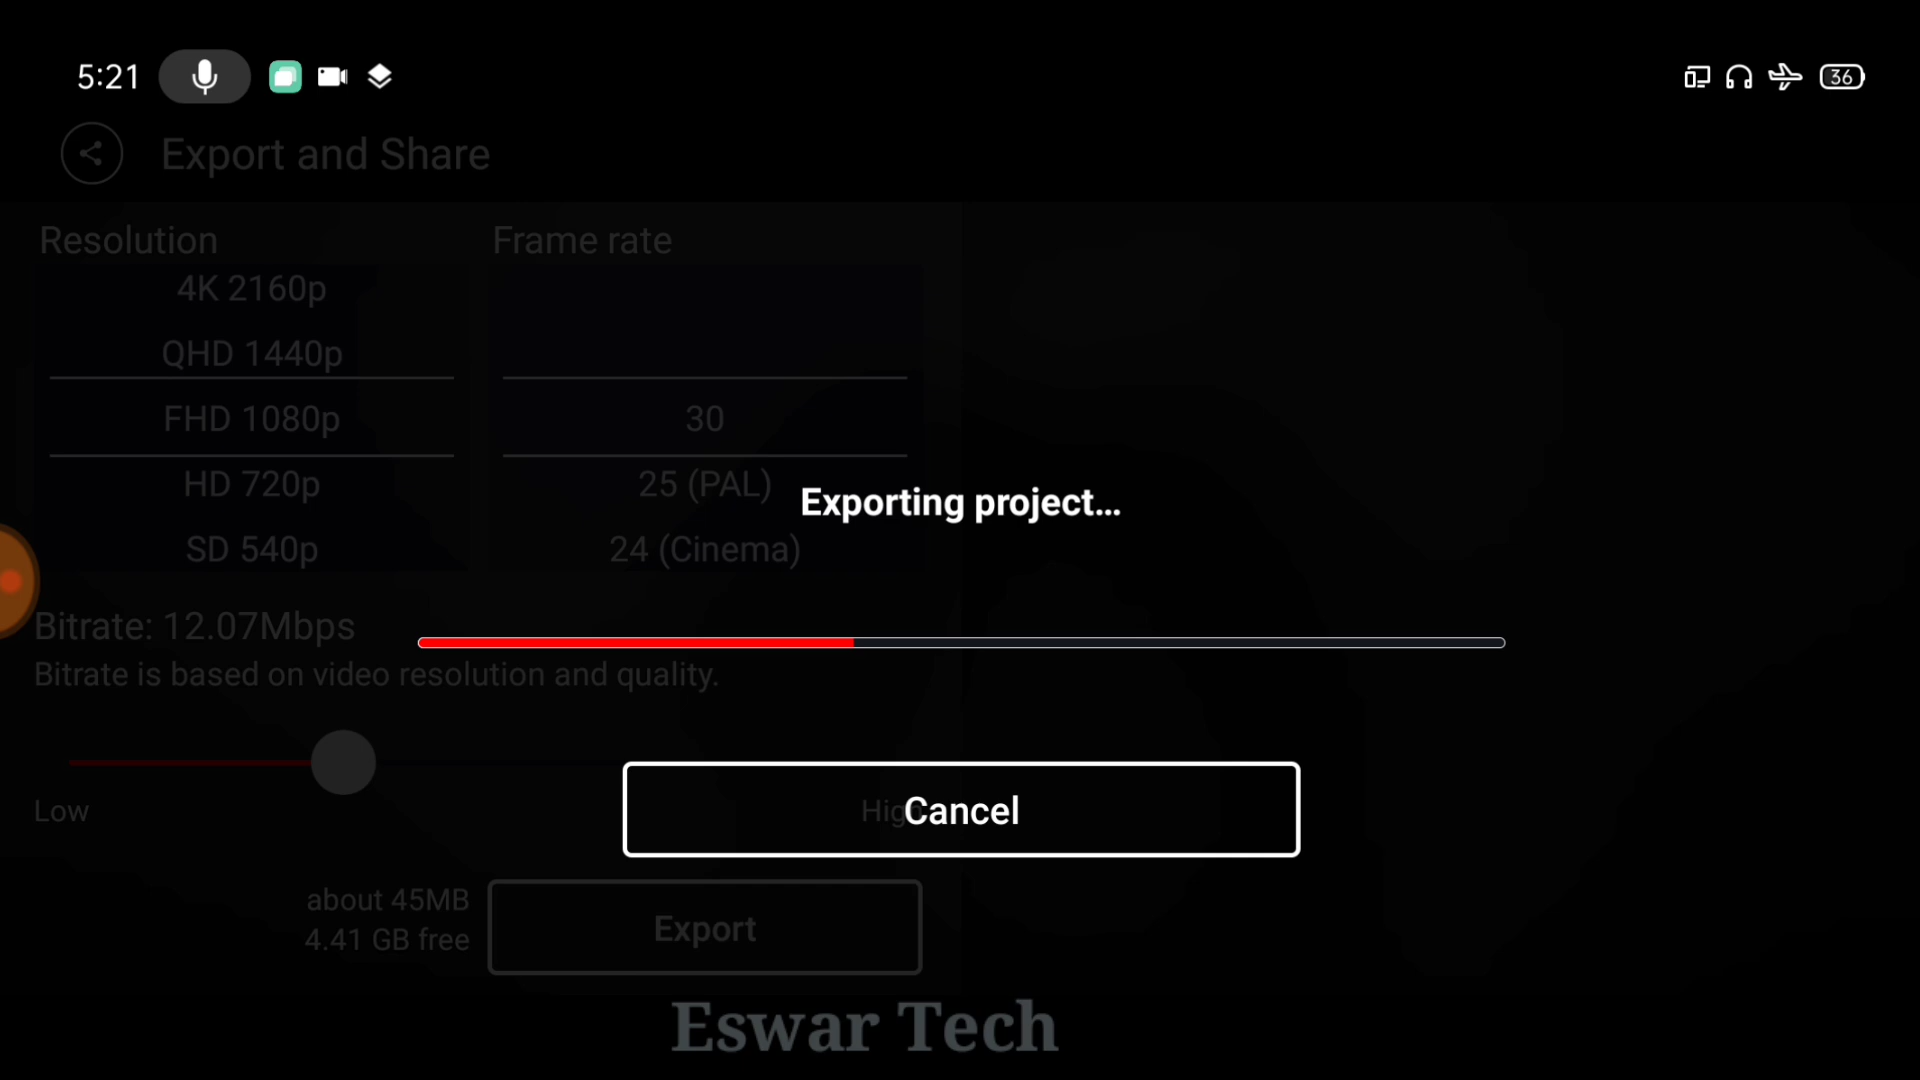 5:21
36
Export and Share
Resolution
Frame rate
4K 2160p
QHD 1440p
FHD 1080p
30
HD 720p
25 (PAL)
Exporting project...
SD 540p
24 (Cinema)
Bitrate: 12.07Mbps
Bitrate is based on video resolution and quality.
Low
High
Cancel
about 45MB
4.41 GB free
Export
Eswar Tech